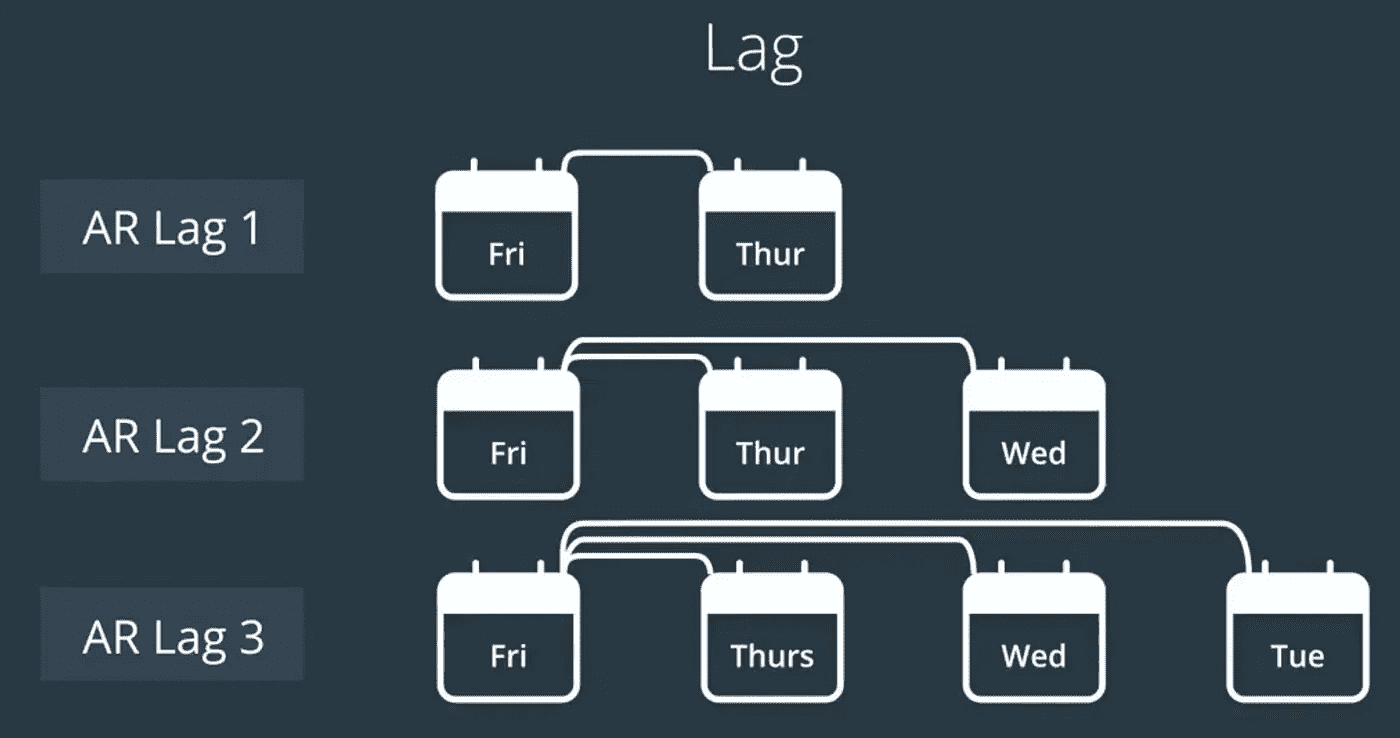 Lag
AR Lag 1
Fri
Thur
AR Lag 2
Fri
Thur
Wed
AR Lag 3
Fri
Thurs
Wed
Tue